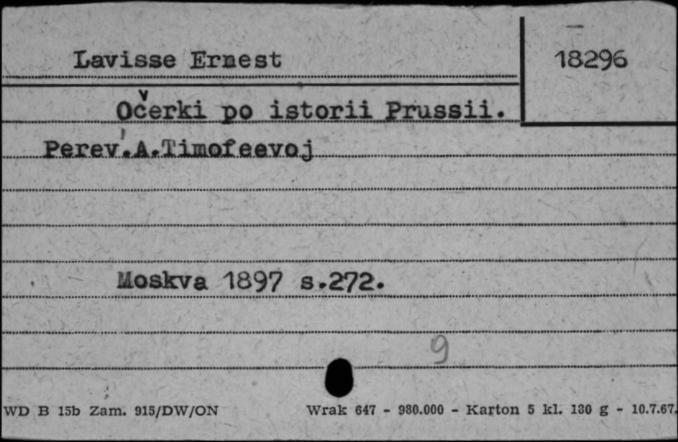 Lavisse Ernest
18296
Očerki po istorii Prussii.
Perev.A.Timofeevoj
Moskva 1897 s.272.
9
WD B 15b Zam. 915/DW/ON Wrak 647 - 980.000 - Karton 5 kl. 180 g - 10.7.67.